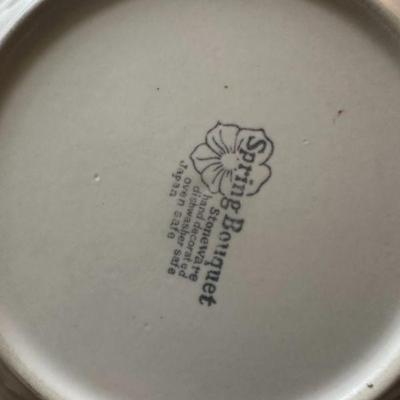 Spring Bouquet
Stoneware
hand decorated
dishwasher safe
oven safe
Japan